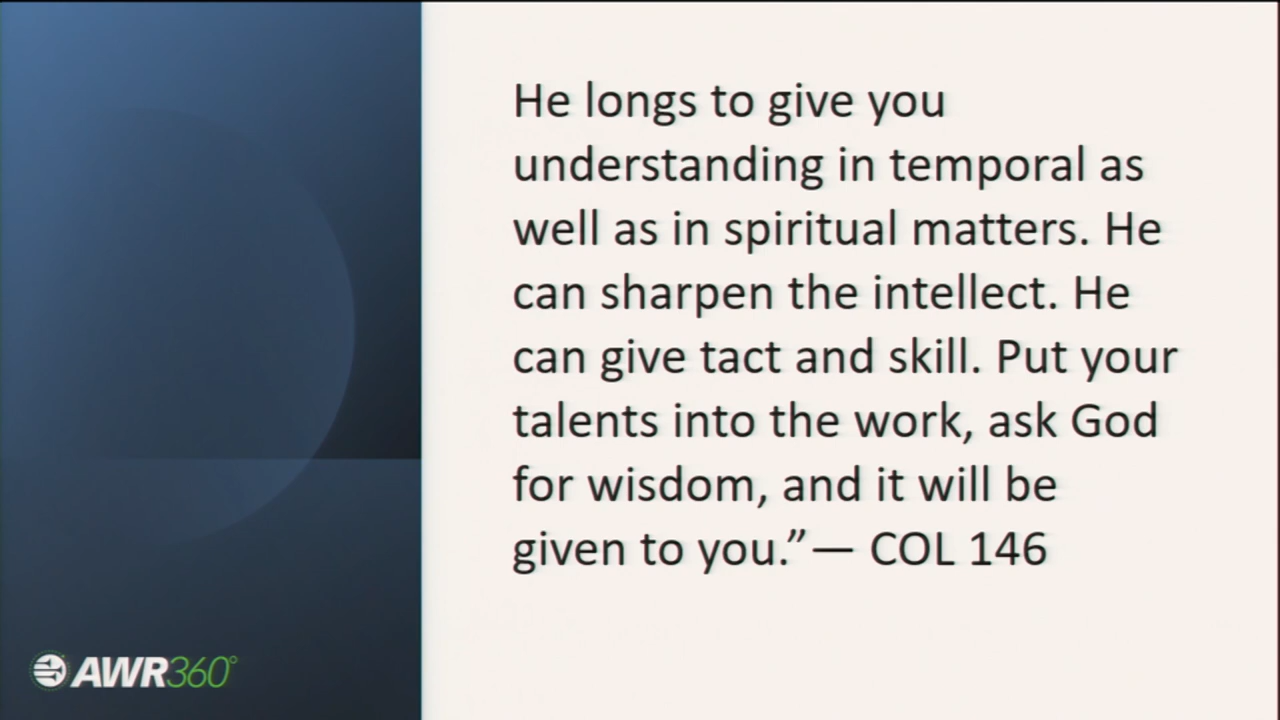 He longs to give you
understanding in temporal as
well as in spiritual matters. He
can sharpen the intellect. He
can give tact and skill. Put your
talents into the work, ask God
for wisdom, and it will be
given to you.”— COL 146
AWR360°